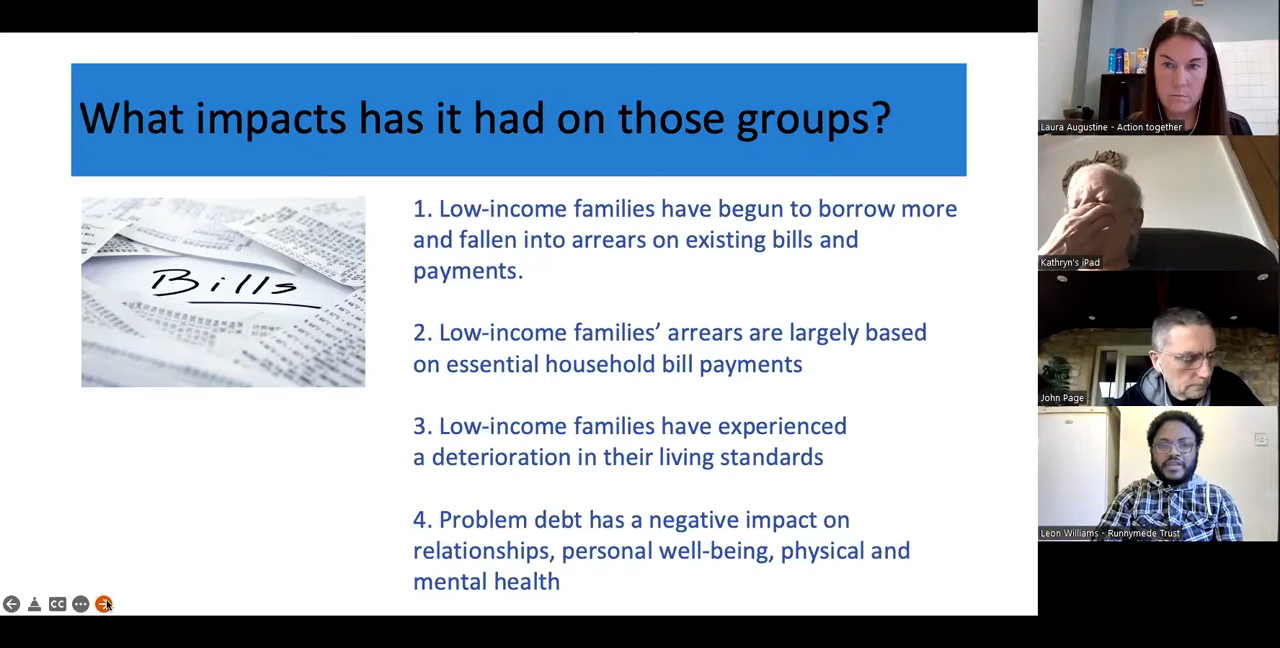 What impacts has it had on those groups?
Bills
1. Low-income families have begun to borrow more
and fallen into arrears on existing bills and
payments.
2. Low-income families’ arrears are largely based
on essential household bill payments
3. Low-income families have experienced
a deterioration in their living standards
4. Problem debt has a negative impact on
relationships, personal well-being, physical and
mental health
CC
Laura Augustine - Action together
Kathryn's iPad
John Page
Leon Williams - Runnymede Trust